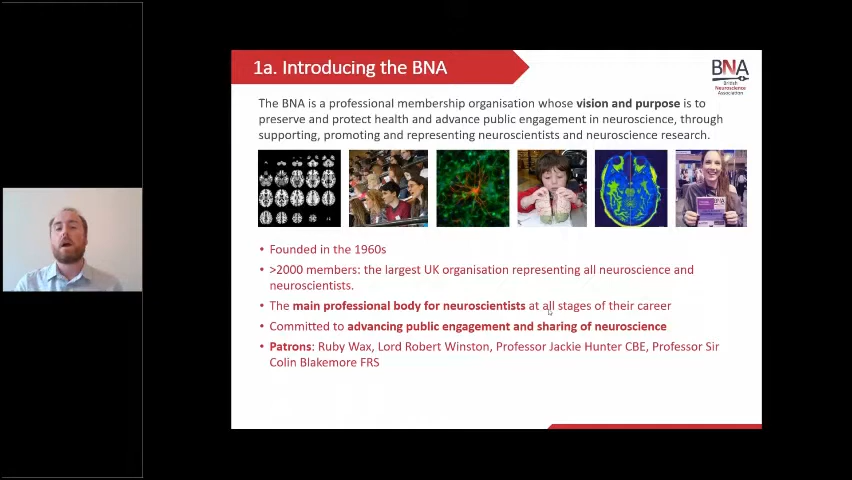 1a. Introducing the BNA
BNA
British
Neuroscience
Association
The BNA is a professional membership organisation whose vision and purpose is to
preserve and protect health and advance public engagement in neuroscience, through
supporting, promoting and representing neuroscientists and neuroscience research.
• Founded in the 1960s
• >2000 members: the largest UK organisation representing all neuroscience and
neuroscientists.
• The main professional body for neuroscientists at all stages of their career
• Committed to advancing public engagement and sharing of neuroscience
• Patrons: Ruby Wax, Lord Robert Winston, Professor Jackie Hunter CBE, Professor Sir
Colin Blakemore FRS